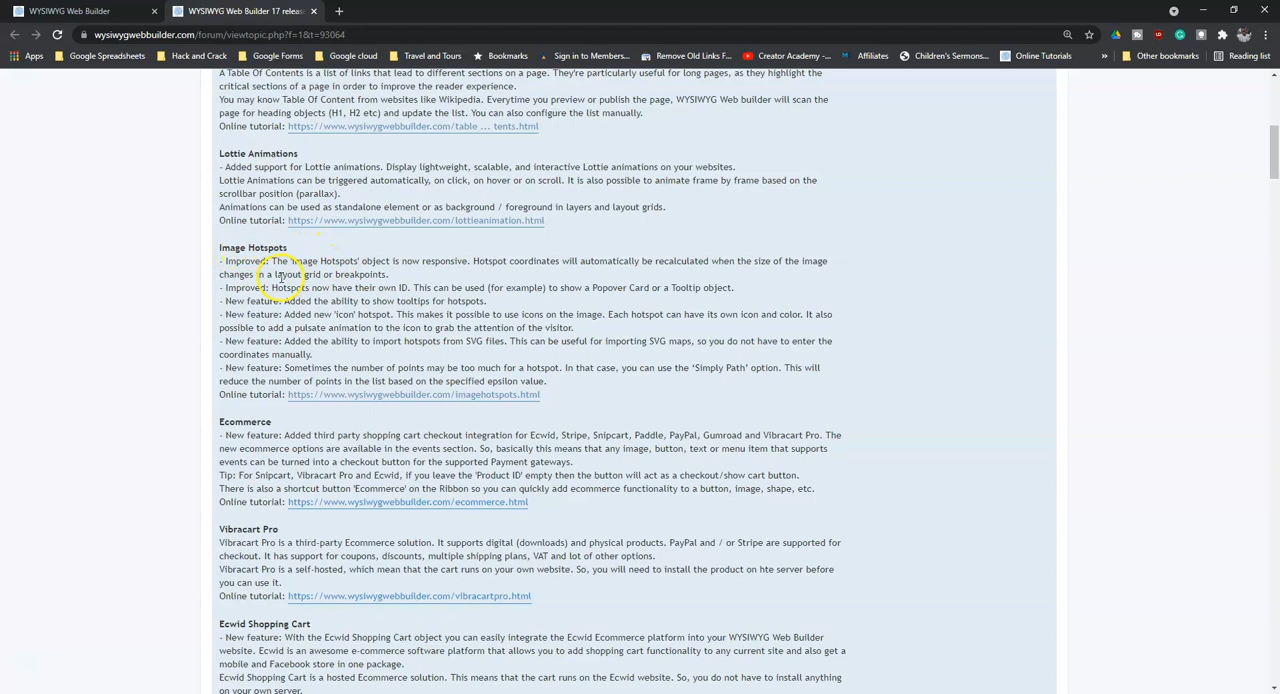 WYSIWYG Web Builder
WYSIWYG Web Builder 17 releas
wysiwygwebbuilder.com/forum/viewtopic.php?f=1&t=93064
Apps
Google Spreadsheets
Hack and Crack
Google Forms
Google cloud
Travel and Tours
Bookmarks
Sign in to Members...
Remove Old Links F...
Creator Academy -...
Affiliates
Children's Sermons...
Online Tutorials
Other bookmarks
Reading list
A Table Of Contents is a list of links that lead to different sections on a page. They're particularly useful for long pages, as they highlight the
critical sections of a page in order to improve the reader experience.
You may know Table Of Content from websites like Wikipedia. Everytime you preview or publish the page, WYSIWYG Web builder will scan the
page for heading objects (H1, H2 etc) and update the list. You can also configure the list manually.
Online tutorial: https://www.wysiwygwebbuilder.com/table ... tents.html
Lottie Animations
- Added support for Lottie animations. Display lightweight, scalable, and interactive Lottie animations on your websites.
Lottie Animations can be triggered automatically, on click, on hover or on scroll. It is also possible to animate frame by frame based on the
scrollbar position (parallax).
Animations can be used as standalone element or as background / foreground in layers and layout grids.
Online tutorial: https://www.wysiwygwebbuilder.com/lottieanimation.html
Image Hotspots
- Improved: The 'Image Hotspots' object is now responsive. Hotspot coordinates will automatically be recalculated when the size of the image
changes in a layout grid or breakpoints.
- Improved: Hotspots now have their own ID. This can be used (for example) to show a Popover Card or a Tooltip object.
- New feature: Added the ability to show tooltips for hotspots.
- New feature: Added new 'icon' hotspot. This makes it possible to use icons on the image. Each hotspot can have its own icon and color. It also
possible to add a pulsate animation to the icon to grab the attention of the visitor.
- New feature: Added the ability to import hotspots from SVG files. This can be useful for importing SVG maps, so you do not have to enter the
coordinates manually.
- New feature: Sometimes the number of points may be too much for a hotspot. In that case, you can use the ‘Simply Path’ option. This will
reduce the number of points in the list based on the specified epsilon value.
Online tutorial: https://www.wysiwygwebbuilder.com/imagehotspots.html
Ecommerce
- New feature: Added third party shopping cart checkout integration for Ecwid, Stripe, Snipcart, Paddle, PayPal, Gumroad and Vibracart Pro. The
new ecommerce options are available in the events section. So, basically this means that any image, button, text or menu item that supports
events can be turned into a checkout button for the supported Payment gateways.
Tip: For Snipcart, Vibracart Pro and Ecwid, if you leave the 'Product ID' empty then the button will act as a checkout/show cart button.
There is also a shortcut button 'Ecommerce' on the Ribbon so you can quickly add ecommerce functionality to a button, image, shape, etc.
Online tutorial: https://www.wysiwygwebbuilder.com/ecommerce.html
Vibracart Pro
Vibracart Pro is a third-party Ecommerce solution. It supports digital (downloads) and physical products. PayPal and / or Stripe are supported for
checkout. It has support for coupons, discounts, multiple shipping plans, VAT and lot of other options.
Vibracart Pro is a self-hosted, which mean that the cart runs on your own website. So, you will need to install the product on hte server before
you can use it.
Online tutorial: https://www.wysiwygwebbuilder.com/vibracartpro.html
Ecwid Shopping Cart
- New feature: With the Ecwid Shopping Cart object you can easily integrate the Ecwid Ecommerce platform into your WYSIWYG Web Builder
website. Ecwid is an awesome e-commerce software platform that allows you to add shopping cart functionality to any current site and also get a
mobile and Facebook store in one package.
Ecwid Shopping Cart is a hosted Ecommerce solution. This means that the cart runs on the Ecwid website. So, you do not have to install anything
on your own server.